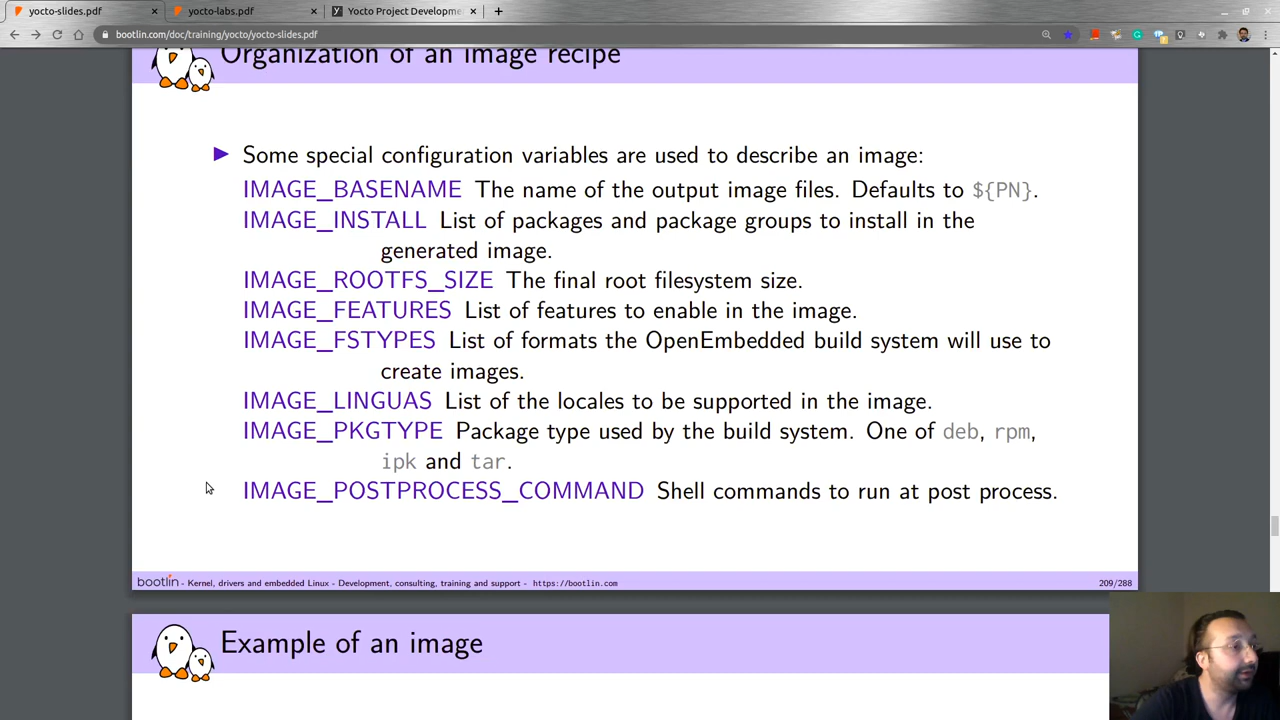 yocto-slides.pdf
yocto-labs.pdf
Yocto Project Developme
bootlin.com/doc/training/yocto/yocto-slides.pdf
Organization of an image recipe
Some special configuration variables are used to describe an image:
IMAGE_BASENAME The name of the output image files. Defaults to ${PN}.
IMAGE_INSTALL List of packages and package groups to install in the
generated image.
IMAGE_ROOTFS_SIZE The final root filesystem size.
IMAGE_FEATURES List of features to enable in the image.
IMAGE_FSTYPES List of formats the OpenEmbedded build system will use to
create images.
IMAGE_LINGUAS List of the locales to be supported in the image.
IMAGE_PKGTYPE Package type used by the build system. One of deb, rpm,
ipk and tar.
IMAGE_POSTPROCESS_COMMAND Shell commands to run at post process.
bootlin - Kernel, drivers and embedded Linux - Development, consulting, training and support - https://bootlin.com
209/288
Example of an image